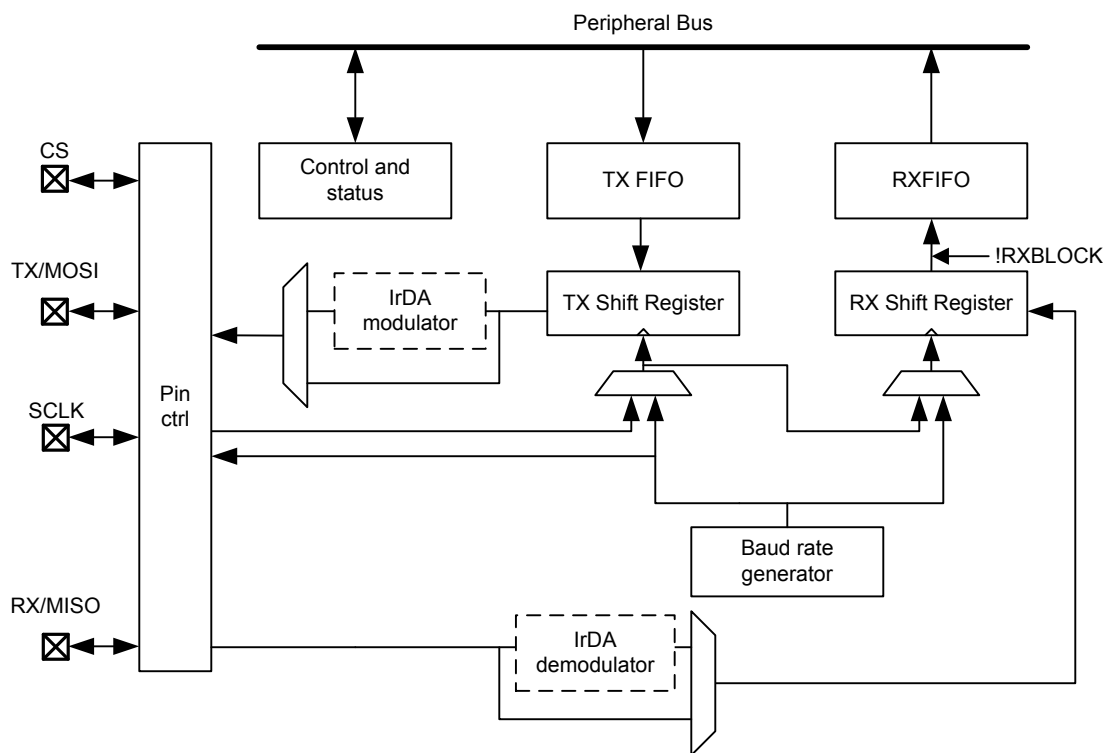 Peripheral Bus
CS
Control and
status
TX FIFO
RXFIFO
!RXBLOCK
TX/MOSI
IrDA
modulator
TX Shift Register
RX Shift Register
Pin
ctrl
SCLK
Baud rate
generator
RX/MISO
IrDA
demodulator